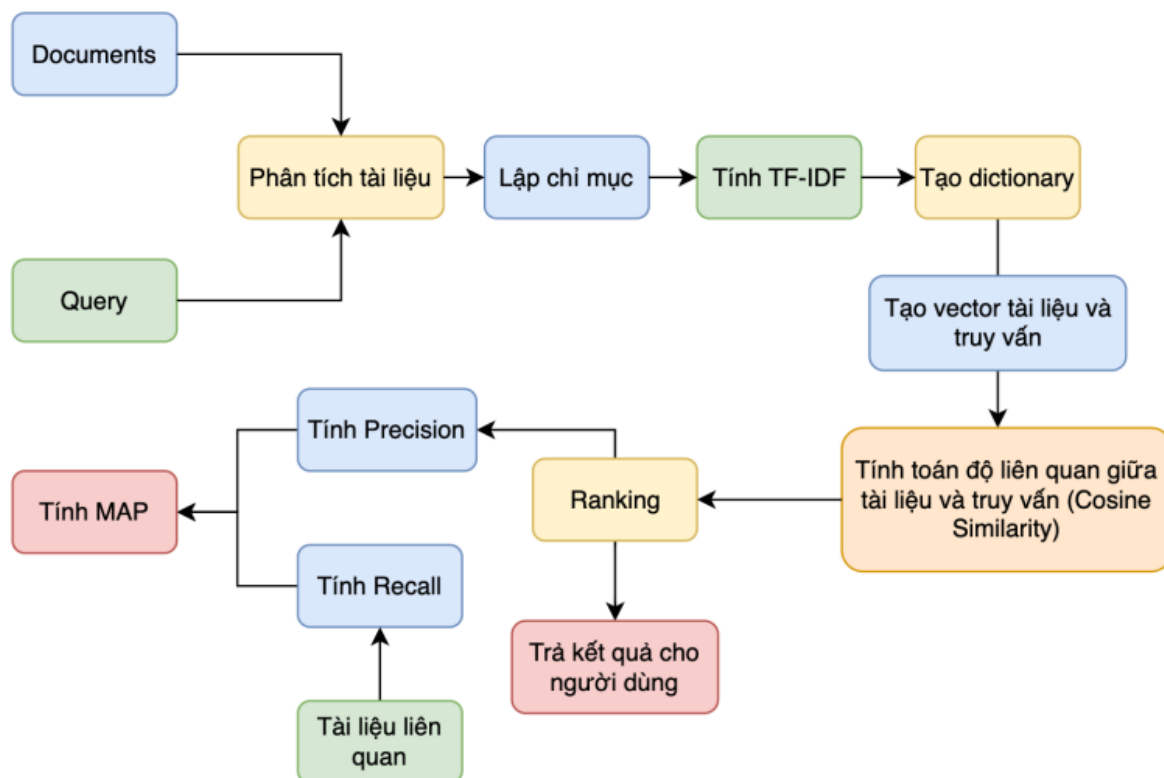 Documents
Phân tích tài liệu
Lập chỉ mục
Tính TF-IDF
Tạo dictionary
Query
Tạo vector tài liệu và
truy vấn
Tính toán độ liên quan giữa
tài liệu và truy vấn (Cosine
Similarity)
Ranking
Tính Precision
Tính MAP
Tính Recall
Trả kết quả cho
người dùng
Tài liệu liên
quan